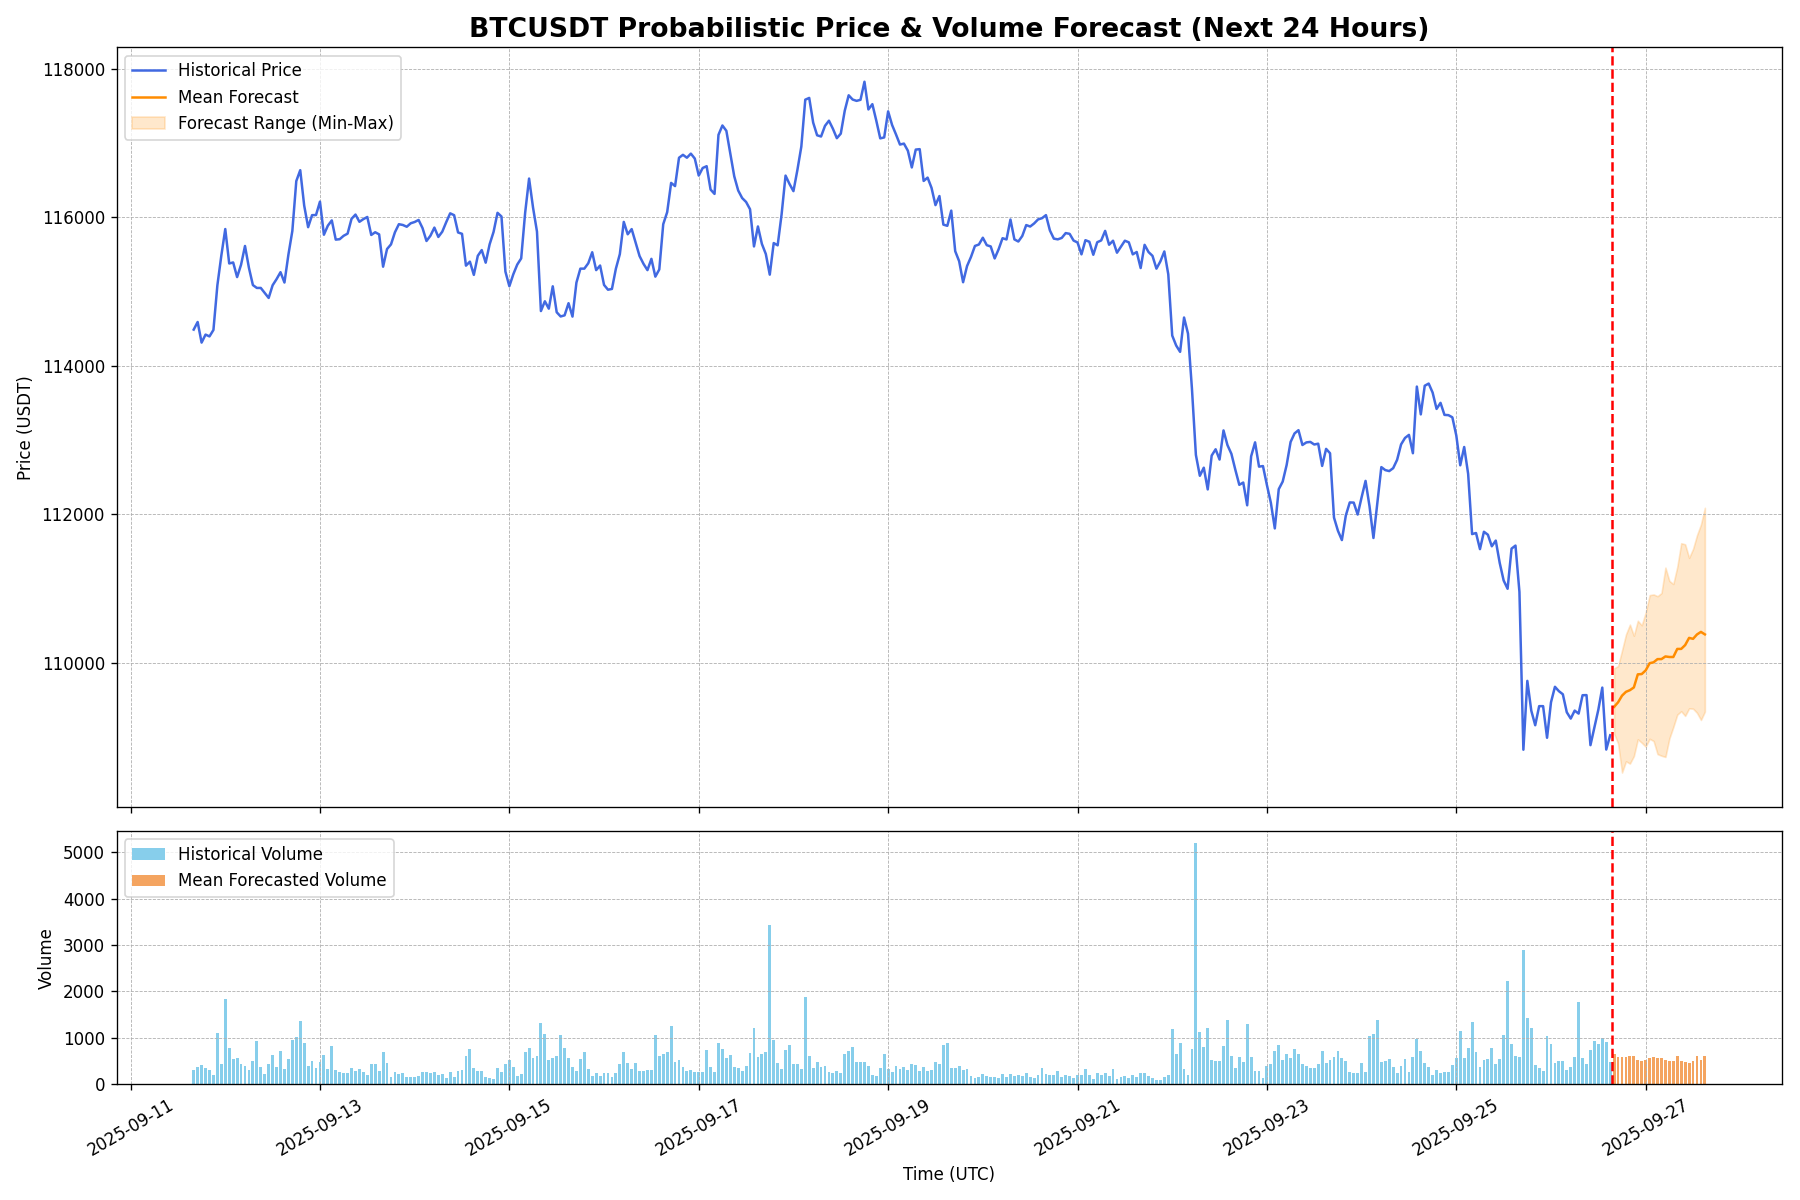 BTCUSDT Probabilistic Price & Volume Forecast (Next 24 Hours)
Historical Price
Mean Forecast
Forecast Range (Min-Max)
118000
116000
114000
112000
110000
Price (USDT)
Historical Volume
Mean Forecasted Volume
5000
4000
3000
2000
1000
0
Volume
2025-09-11
2025-09-13
2025-09-15
2025-09-17
2025-09-19
2025-09-21
2025-09-23
2025-09-25
2025-09-27
Time (UTC)